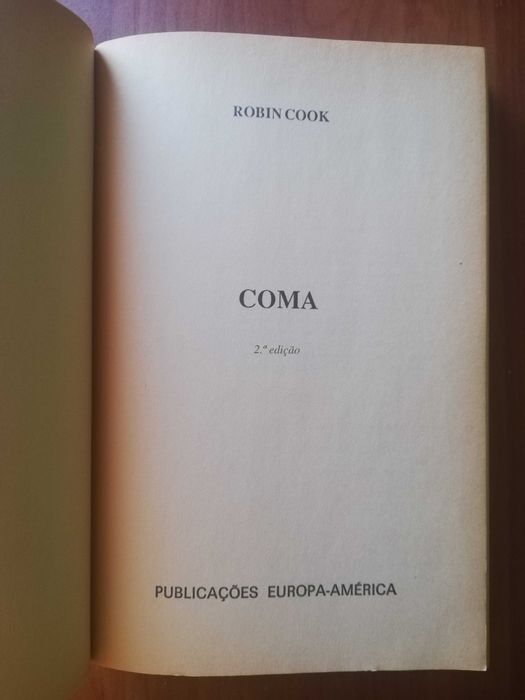 ROBIN COOK
COMA
2.ª edição
PUBLICAÇÕES EUROPA-AMÉRICA